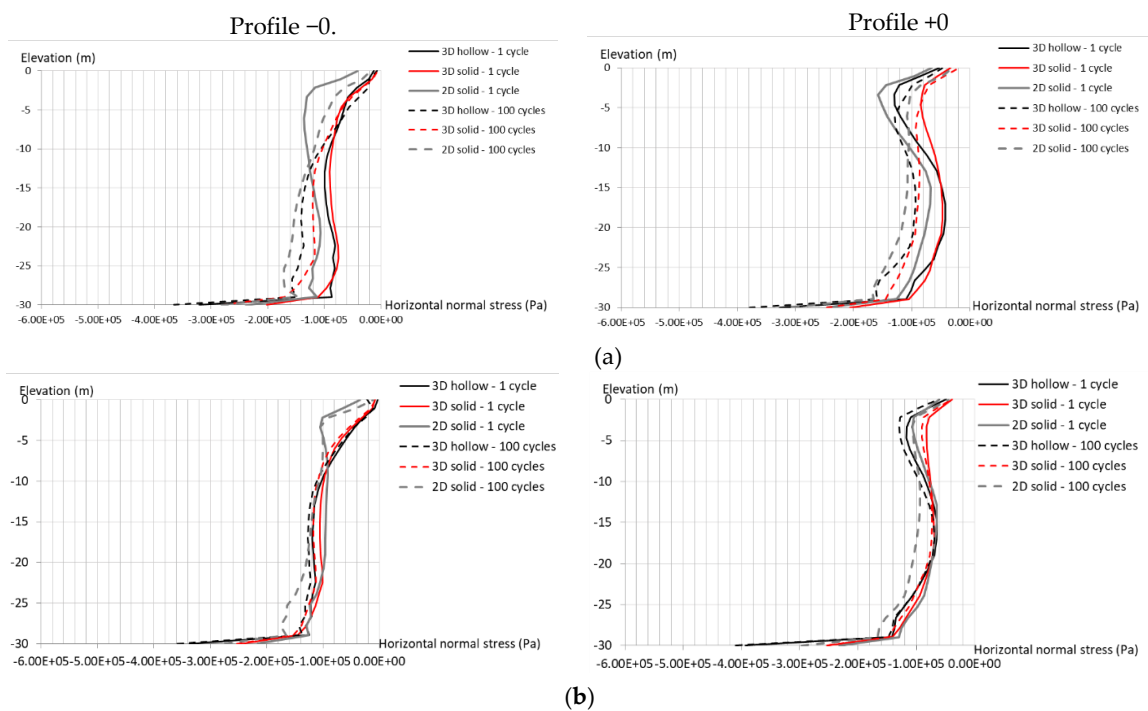 Profile −0.
Profile +0
Elevation (m)
3D hollow - 1 cycle
3D solid - 1 cycle
2D solid - 1 cycle
3D hollow - 100 cycles
3D solid - 100 cycles
2D solid - 100 cycles
0
-5
-10
-15
-20
-25
-30
Horizontal normal stress (Pa)
-6.00E+05 -5.00E+05 -4.00E+05 -3.00E+05 -2.00E+05 -1.00E+05 0.00E+00
Elevation (m)
3D hollow - 1 cycle
3D solid - 1 cycle
2D solid - 1 cycle
3D hollow - 100 cycles
3D solid - 100 cycles
2D solid - 100 cycles
0
-5
-10
-15
-20
-25
-30
Horizontal normal stress (Pa)
-6.00E+05 -5.00E+05 -4.00E+05 -3.00E+05 -2.00E+05 -1.00E+05 0.00E+00
(a)
Elevation (m)
3D hollow - 1 cycle
3D solid - 1 cycle
2D solid - 1 cycle
3D hollow - 100 cycles
3D solid - 100 cycles
2D solid - 100 cycles
0
-5
-10
-15
-20
-25
-30
Horizontal normal stress (Pa)
-6.00E+05-5.00E+05-4.00E+05-3.00E+05-2.00E+05-1.00E+05 0.00E+00
Elevation (m)
3D hollow - 1 cycle
3D solid - 1 cycle
2D solid - 1 cycle
3D hollow - 100 cycles
3D solid - 100 cycles
2D solid - 100 cycles
0
-5
-10
-15
-20
-25
-30
Horizontal normal stress (Pa)
-6.00E+05-5.00E+05-4.00E+05-3.00E+05-2.00E+05-1.00E+05 0.00E+00
(b)